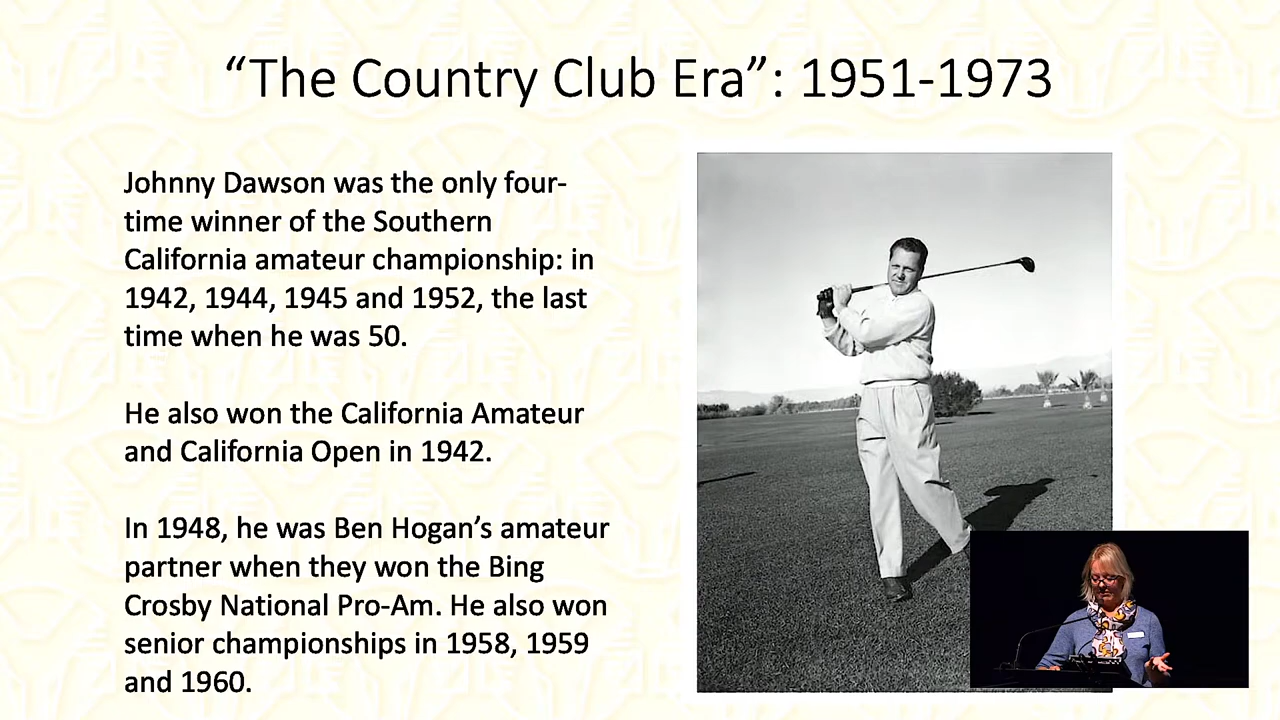 “The Country Club Era”: 1951-1973
Johnny Dawson was the only four-
time winner of the Southern
California amateur championship: in
1942, 1944, 1945 and 1952, the last
time when he was 50.
He also won the California Amateur
and California Open in 1942.
In 1948, he was Ben Hogan’s amateur
partner when they won the Bing
Crosby National Pro-Am. He also won
senior championships in 1958, 1959
and 1960.